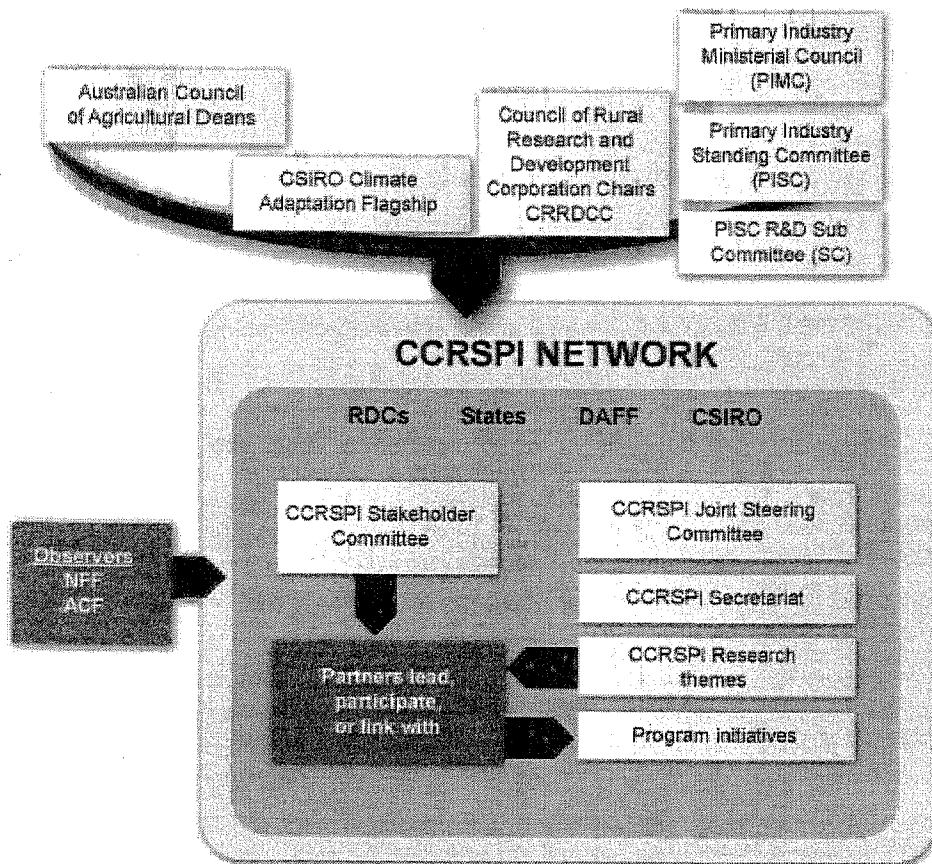 Australian Council
of Agricultural Deans
CSIRO Climate
Adaptation Flagship
Council of Rural
Research and
Development
Corporation Chairs
CRRDCC
Primary Industry
Ministerial Council
(PIMC)
Primary Industry
Standing Committee
(PISC)
PISC R&D Sub
Committee (SC)
CCRSPI NETWORK
RDCs States DAFF CSIRO
Observers
NFF
ACF
CCRSPI Stakeholder
Committee
Partners lead,
participate,
or link with
CCRSPI Joint Steering
Committee
CCRSPI Secretariat
CCRSPI Research
themes
Program initiatives